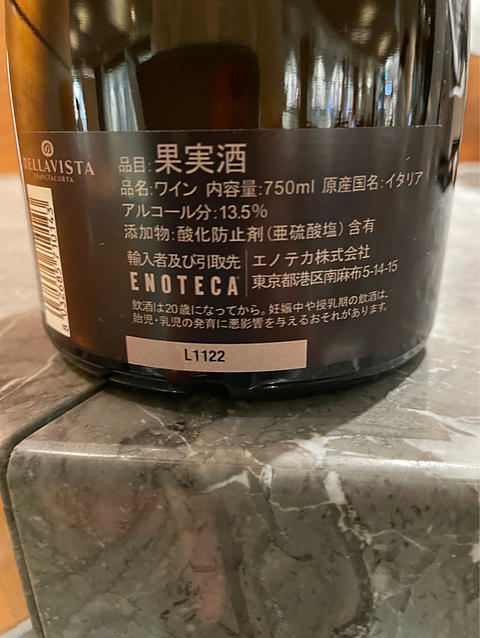 BELLAVISTA
FRANCIACORTA
品目:果実酒
品名:ワイン 内容量:750ml 原産国名:イタリア
アルコール分:13.5%
添加物:酸化防止剤(亜硫酸塩)含有
輸入者及び引取先
ENOTECA
エノテカ株式会社
東京都港区南麻布5-14-15
飲酒は20歳になってから。妊娠中や授乳期の飲酒は、
胎児・乳児の発育に悪影響を与えるおそれがあります。
L1122